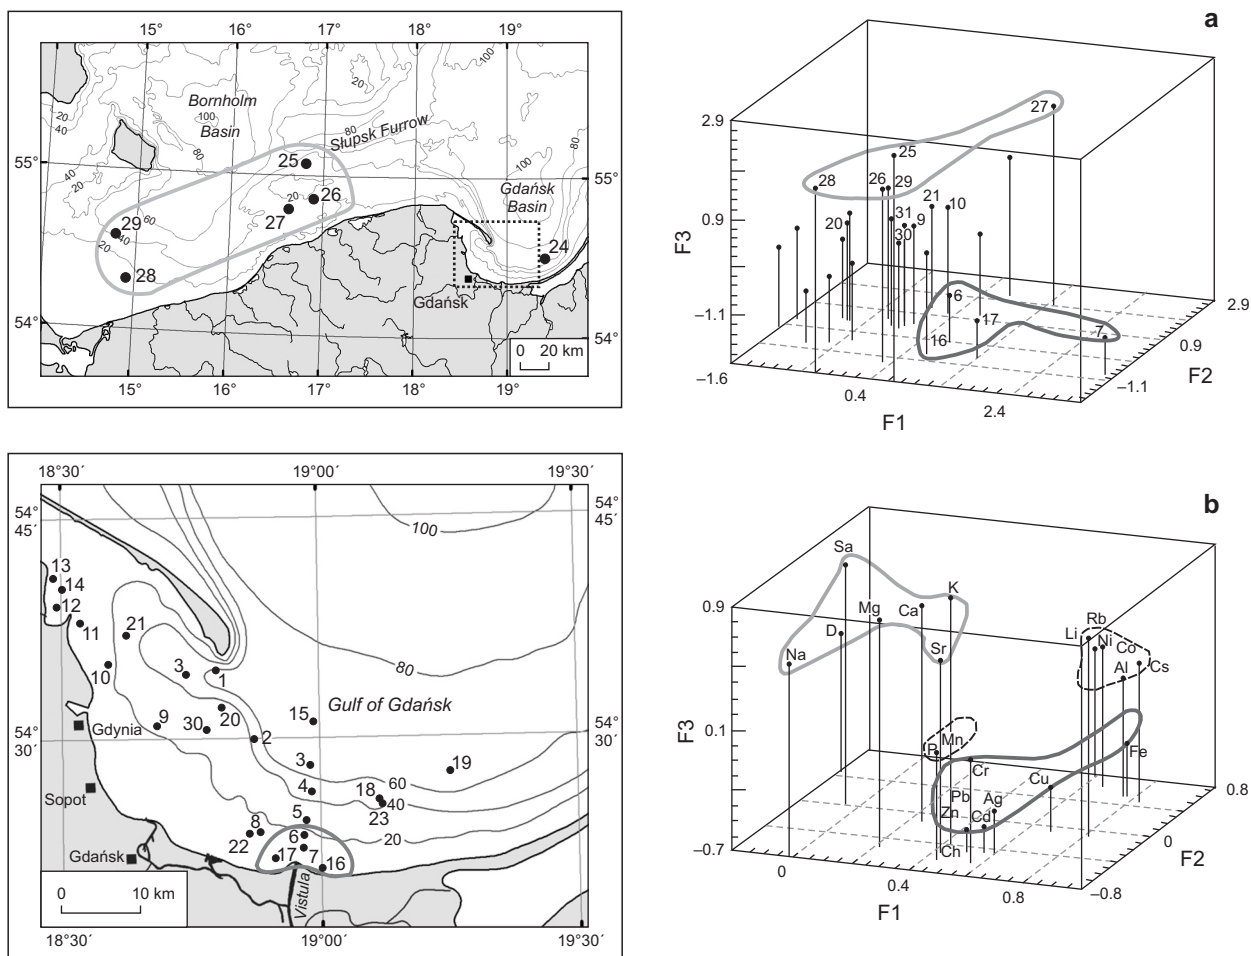 15° 16° 17° 18° 19°
Bornholm
Basin
Słupsk Furrow
Gdańsk
Basin
100
100
100
20
20
40
80
80
80
40
20
60
40
20
20
55°
55°
54°
54°
25
26
27
29
28
24
Gdańsk
0 20 km
15° 16° 17° 18° 19°
a
2.9
0.9
−1.1
F3
−1.6
0.4
2.4
F1
−1.1
0.9
2.9
F2
27
25
28
26 29
21 10
20
31 9
30
6
17
16
7
18°30´ 19°00´ 19°30´
54°
45´
54°
45´
54°
30´
54°
30´
100
80
60
40
20
13
14
12
11
21
10
3
1
9
30
20
2
15
3
4
18
23
19
5
8
22
6
17
7
16
Gulf of Gdańsk
Gdynia
Sopot
Gdańsk
Vistula
0 10 km
18°30´ 19°00´ 19°30´
b
0.9
0.1
−0.7
F3
0
0.4
0.8
F1
−0.8
0
0.8
F2
Sa
K
Mg
Ca
D
Na
Sr
Rb
Li
Ni
Co
Al
Cs
Mn
P
Cr
Fe
Cu
Pb
Ag
Zn
Cd
Ch